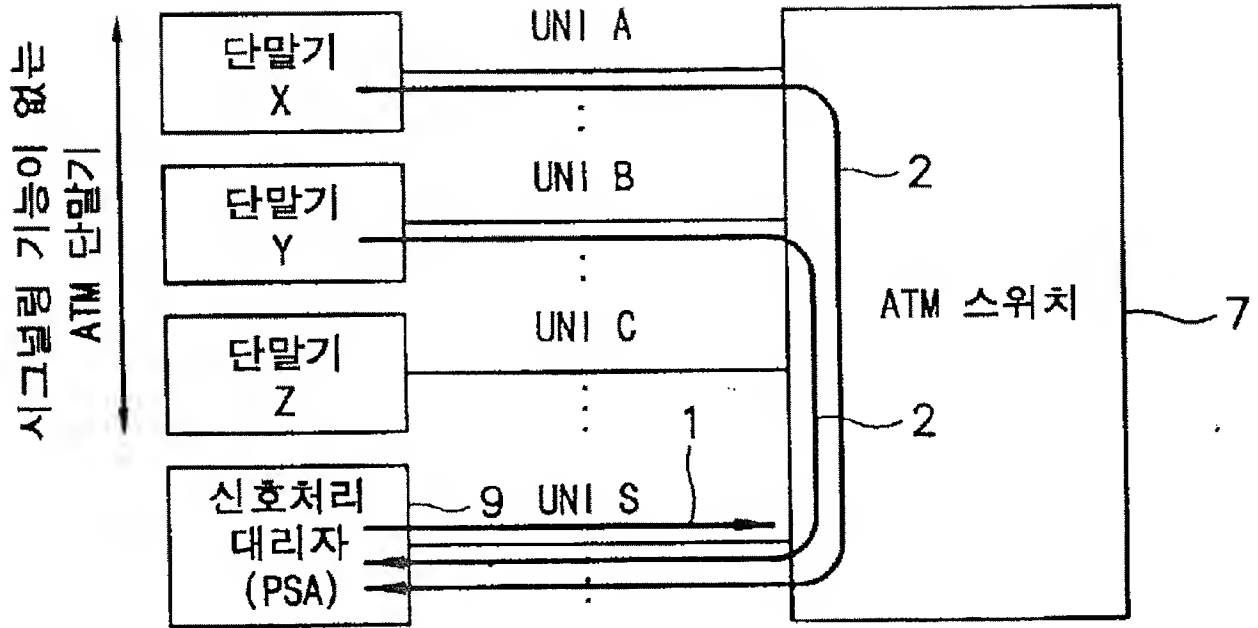 시그널링 기능이 없는
ATM 단말기
단말기
X
UNI A
단말기
Y
UNI B
단말기
Z
UNI C
신호처리
대리자
(PSA)
9
UNI S
1
2
2
ATM 스위치
7